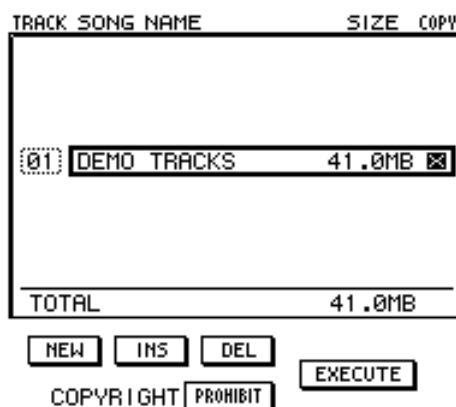 TRACK SONG NAME SIZE COPY
01 DEMO TRACKS 41.0MB
TOTAL 41.0MB
NEW INS DEL
EXECUTE
COPYRIGHT PROHIBIT